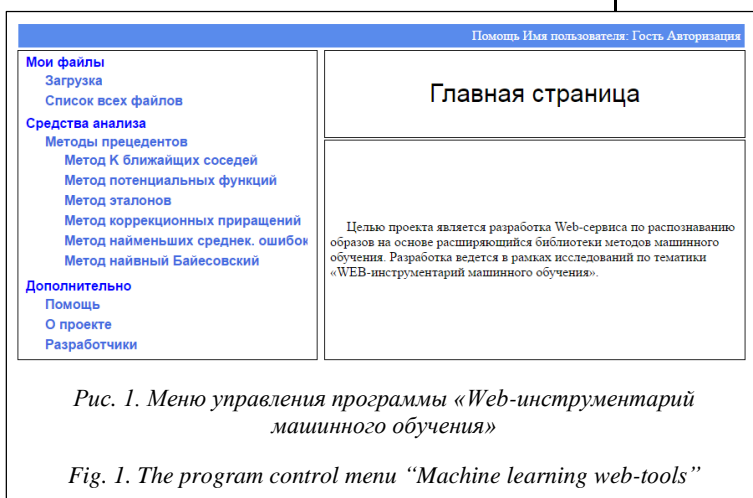 Помощь Имя пользователя: Гость Авторизация
Мои файлы
Загрузка
Список всех файлов
Средства анализа
Методы прецедентов
Метод К ближайщих соседей
Метод потенциальных функций
Метод эталонов
Метод коррекционных приращений
Метод найменьших среднек. ошибок
Метод найвный Байесовский
Дополнительно
Помощь
О проекте
Разработчики
Главная страница
Целью проекта является разработка Web-сервиса по распознаванию
образов на основе расширяющийся библиотеки методов машинного
обучения. Разработка ведется в рамках исследований по тематики
«WEB-инструментарий машинного обучения».
Рис. 1. Меню управления программы «Web-инструментарий
машинного обучения»
Fig. 1. The program control menu “Machine learning web-tools”